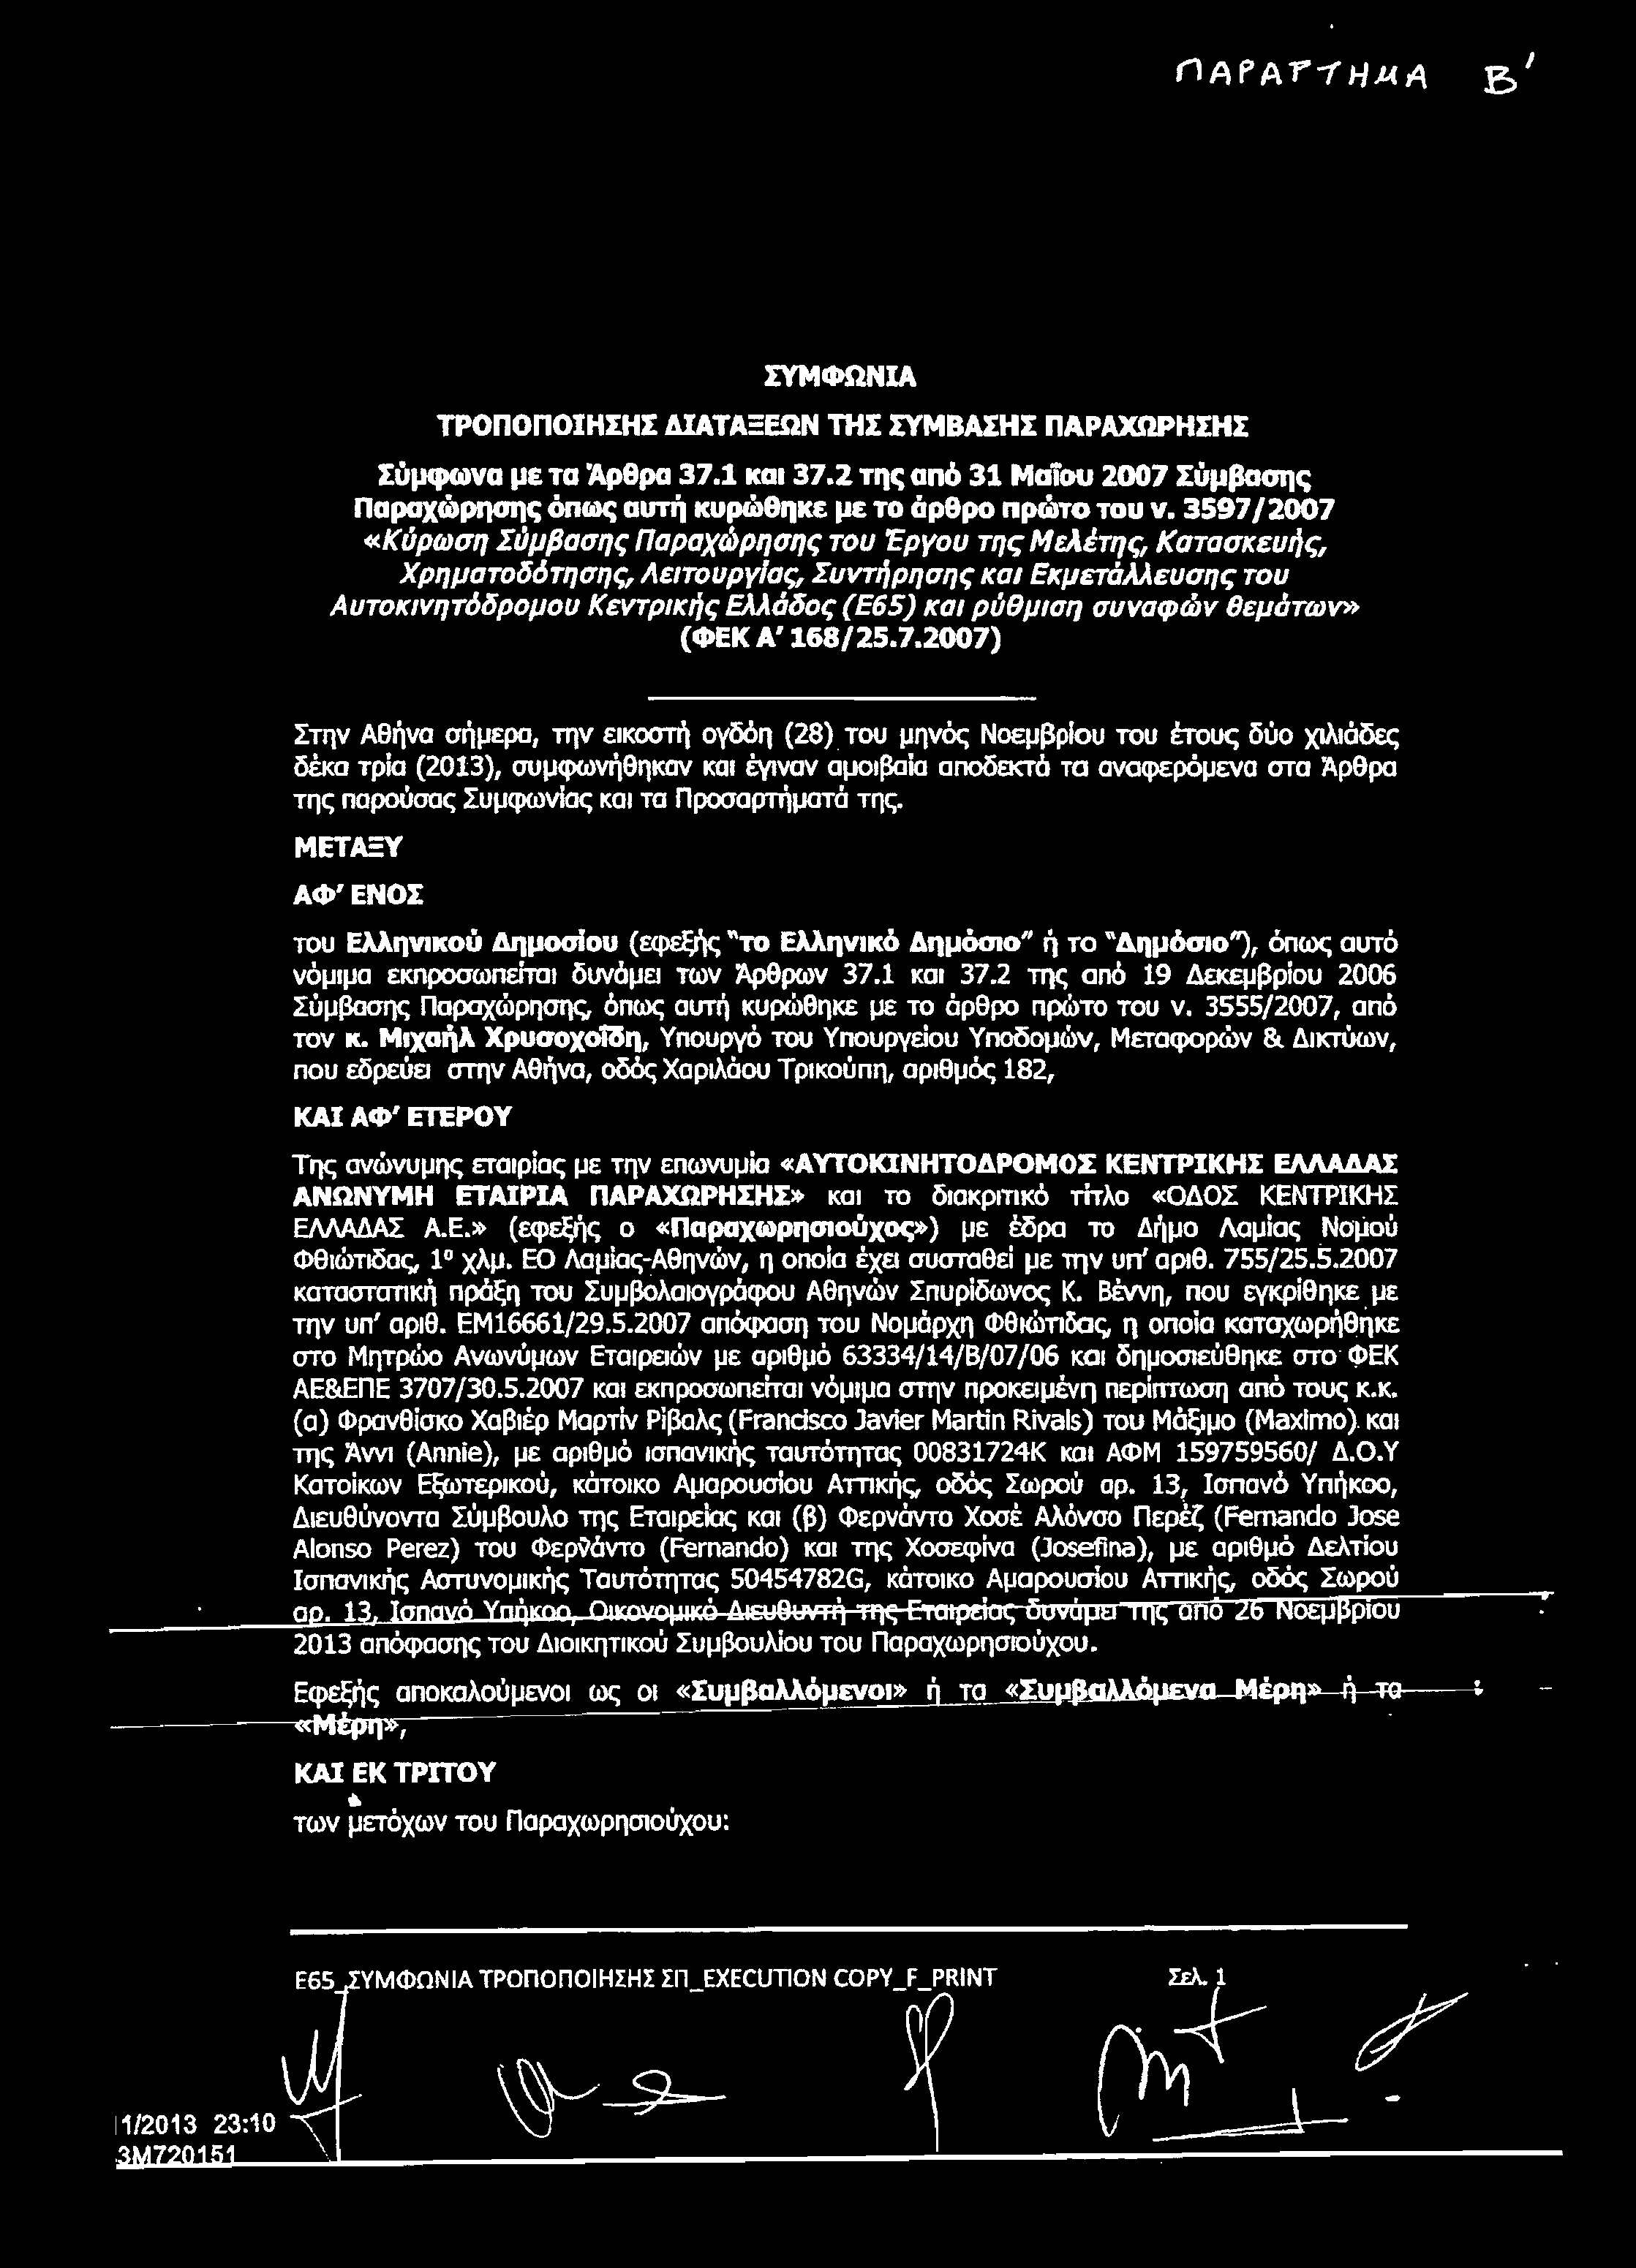 ΠΑΡΑΡΤΗΜΑ Β'
ΣΥΜΦΩΝΙΑ
ΤΡΟΠΟΠΟΙΗΣΗΣ ΔΙΑΤΑΞΕΩΝ ΤΗΣ ΣΥΜΒΑΣΗΣ ΠΑΡΑΧΩΡΗΣΗΣ
Σύμφωνα με τα Άρθρα 37.1 και 37.2 της από 31 Μαΐου 2007 Σύμβασης
Παραχώρησης όπως αυτή κυρώθηκε με το άρθρο πρώτο του ν. 3597/2007
«Κύρωση Σύμβασης Παραχώρησης του Έργου της Μελέτης, Κατασκευής,
Χρηματοδότησης, Λειτουργίας, Συντήρησης και Εκμετάλλευσης του
Αυτοκινητόδρομου Κεντρικής Ελλάδος (Ε65) και ρύθμιση συναφών θεμάτων»
(ΦΕΚ Α' 168/25.7.2007)
Στην Αθήνα σήμερα, την εικοστή ογδόη (28) του μηνός Νοεμβρίου του έτους δύο χιλιάδες
δέκα τρία (2013), συμφωνήθηκαν και έγιναν αμοιβαία αποδεκτά τα αναφερόμενα στα Άρθρα
της παρούσας Συμφωνίας και τα Προσαρτήματά της.
ΜΕΤΑΞΥ
ΑΦ' ΕΝΟΣ
του Ελληνικού Δημοσίου (εφεξής "το Ελληνικό Δημόσιο" ή το "Δημόσιο"), όπως αυτό
νόμιμα εκπροσωπείται δυνάμει των Άρθρων 37.1 και 37.2 της από 19 Δεκεμβρίου 2006
Σύμβασης Παραχώρησης, όπως αυτή κυρώθηκε με το άρθρο πρώτο του ν. 3555/2007, από
τον κ. Μιχαήλ Χρυσοχοΐδη, Υπουργό του Υπουργείου Υποδομών, Μεταφορών & Δικτύων,
που εδρεύει στην Αθήνα, οδός Χαριλάου Τρικούπη, αριθμός 182,
ΚΑΙ ΑΦ' ΕΤΕΡΟΥ
Της ανώνυμης εταιρίας με την επωνυμία «ΑΥΤΟΚΙΝΗΤΟΔΡΟΜΟΣ ΚΕΝΤΡΙΚΗΣ ΕΛΛΑΔΑΣ
ΑΝΩΝΥΜΗ ΕΤΑΙΡΙΑ ΠΑΡΑΧΩΡΗΣΗΣ» και το διακριτικό τίτλο «ΟΔΟΣ ΚΕΝΤΡΙΚΗΣ
ΕΛΛΑΔΑΣ Α.Ε.» (εφεξής ο «Παραχωρησιούχος») με έδρα το Δήμο Λαμίας Νομού
Φθιώτιδας, 1ο χλμ. ΕΟ Λαμίας-Αθηνών, η οποία έχει συσταθεί με την υπ' αριθ. 755/25.5.2007
καταστατική πράξη του Συμβολαιογράφου Αθηνών Σπυρίδωνος Κ. Βέννη, που εγκρίθηκε με
την υπ' αριθ. ΕΜ16661/29.5.2007 απόφαση του Νομάρχη Φθιώτιδας, η οποία καταχωρήθηκε
στο Μητρώο Ανωνύμων Εταιρειών με αριθμό 63334/14/Β/07/06 και δημοσιεύθηκε στο ΦΕΚ
ΑΕ&ΕΠΕ 3707/30.5.2007 και εκπροσωπείται νόμιμα στην προκειμένη περίπτωση από τους κ.κ.
(α) Φρανθίσκο Χαβιέρ Μαρτίν Ρίβαλς (Francisco Javier Martin Rivals) του Μάξιμο (Maximo) και
της Άννι (Annie), με αριθμό ισπανικής ταυτότητας 00831724Κ και ΑΦΜ 159759560/ Δ.Ο.Υ
Κατοίκων Εξωτερικού, κάτοικο Αμαρουσίου Αττικής, οδός Σωρού αρ. 13, Ισπανό Υπήκοο,
Διευθύνοντα Σύμβουλο της Εταιρείας και (β) Φερνάντο Χοσέ Αλόνσο Περέζ (Fernando Jose
Alonso Perez) του Φερνάντο (Fernando) και της Χοσεφίνα (Josefina), με αριθμό Δελτίου
Ισπανικής Αστυνομικής Ταυτότητας 50454782G, κάτοικο Αμαρουσίου Αττικής, οδός Σωρού
αρ. 13, Ισπανό Υπήκοο, Οικονομικό Διευθυντή της Εταιρείας δυνάμει της από 26 Νοεμβρίου
2013 απόφασης του Διοικητικού Συμβουλίου του Παραχωρησιούχου.
Εφεξής αποκαλούμενοι ως οι «Συμβαλλόμενοι» ή τα «Συμβαλλόμενα Μέρη» ή τα
«Μέρη»,
ΚΑΙ ΕΚ ΤΡΙΤΟΥ
των μετόχων του Παραχωρησιούχου:
Ε65_ΣΥΜΦΩΝΙΑ ΤΡΟΠΟΠΟΙΗΣΗΣ ΣΠ_EXECUTION COPY_F_PRINT Σελ. 1
1/2013 23:10
3M720151